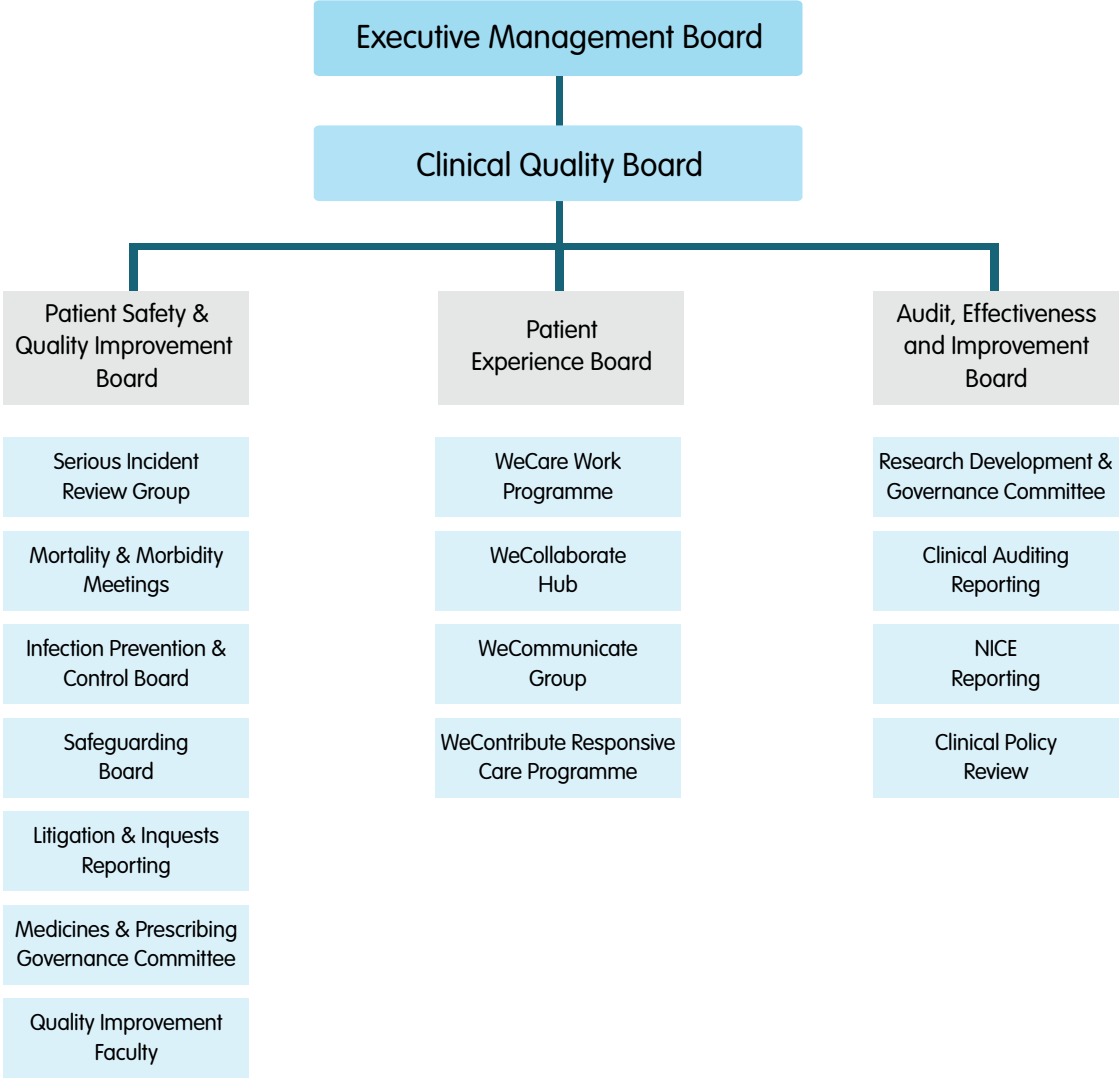 Executive Management Board
Clinical Quality Board
Patient Safety &
Quality Improvement
Board
Patient
Experience Board
Audit, Effectiveness
and Improvement
Board
Serious Incident
Review Group
Mortality & Morbidity
Meetings
Infection Prevention &
Control Board
Safeguarding
Board
Litigation & Inquests
Reporting
Medicines & Prescribing
Governance Committee
Quality Improvement
Faculty
WeCare Work
Programme
WeCollaborate
Hub
WeCommunicate
Group
WeContribute Responsive
Care Programme
Research Development &
Governance Committee
Clinical Auditing
Reporting
NICE
Reporting
Clinical Policy
Review